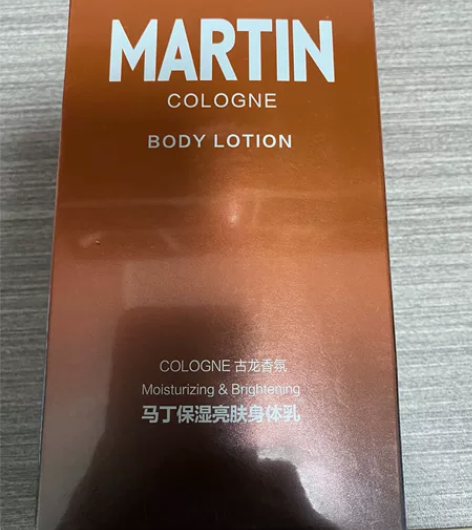 MARTIN
COLOGNE
BODY LOTION
COLOGNE 古龙香氛
Moisturizing & Brightening
马丁保湿亮肤身体乳